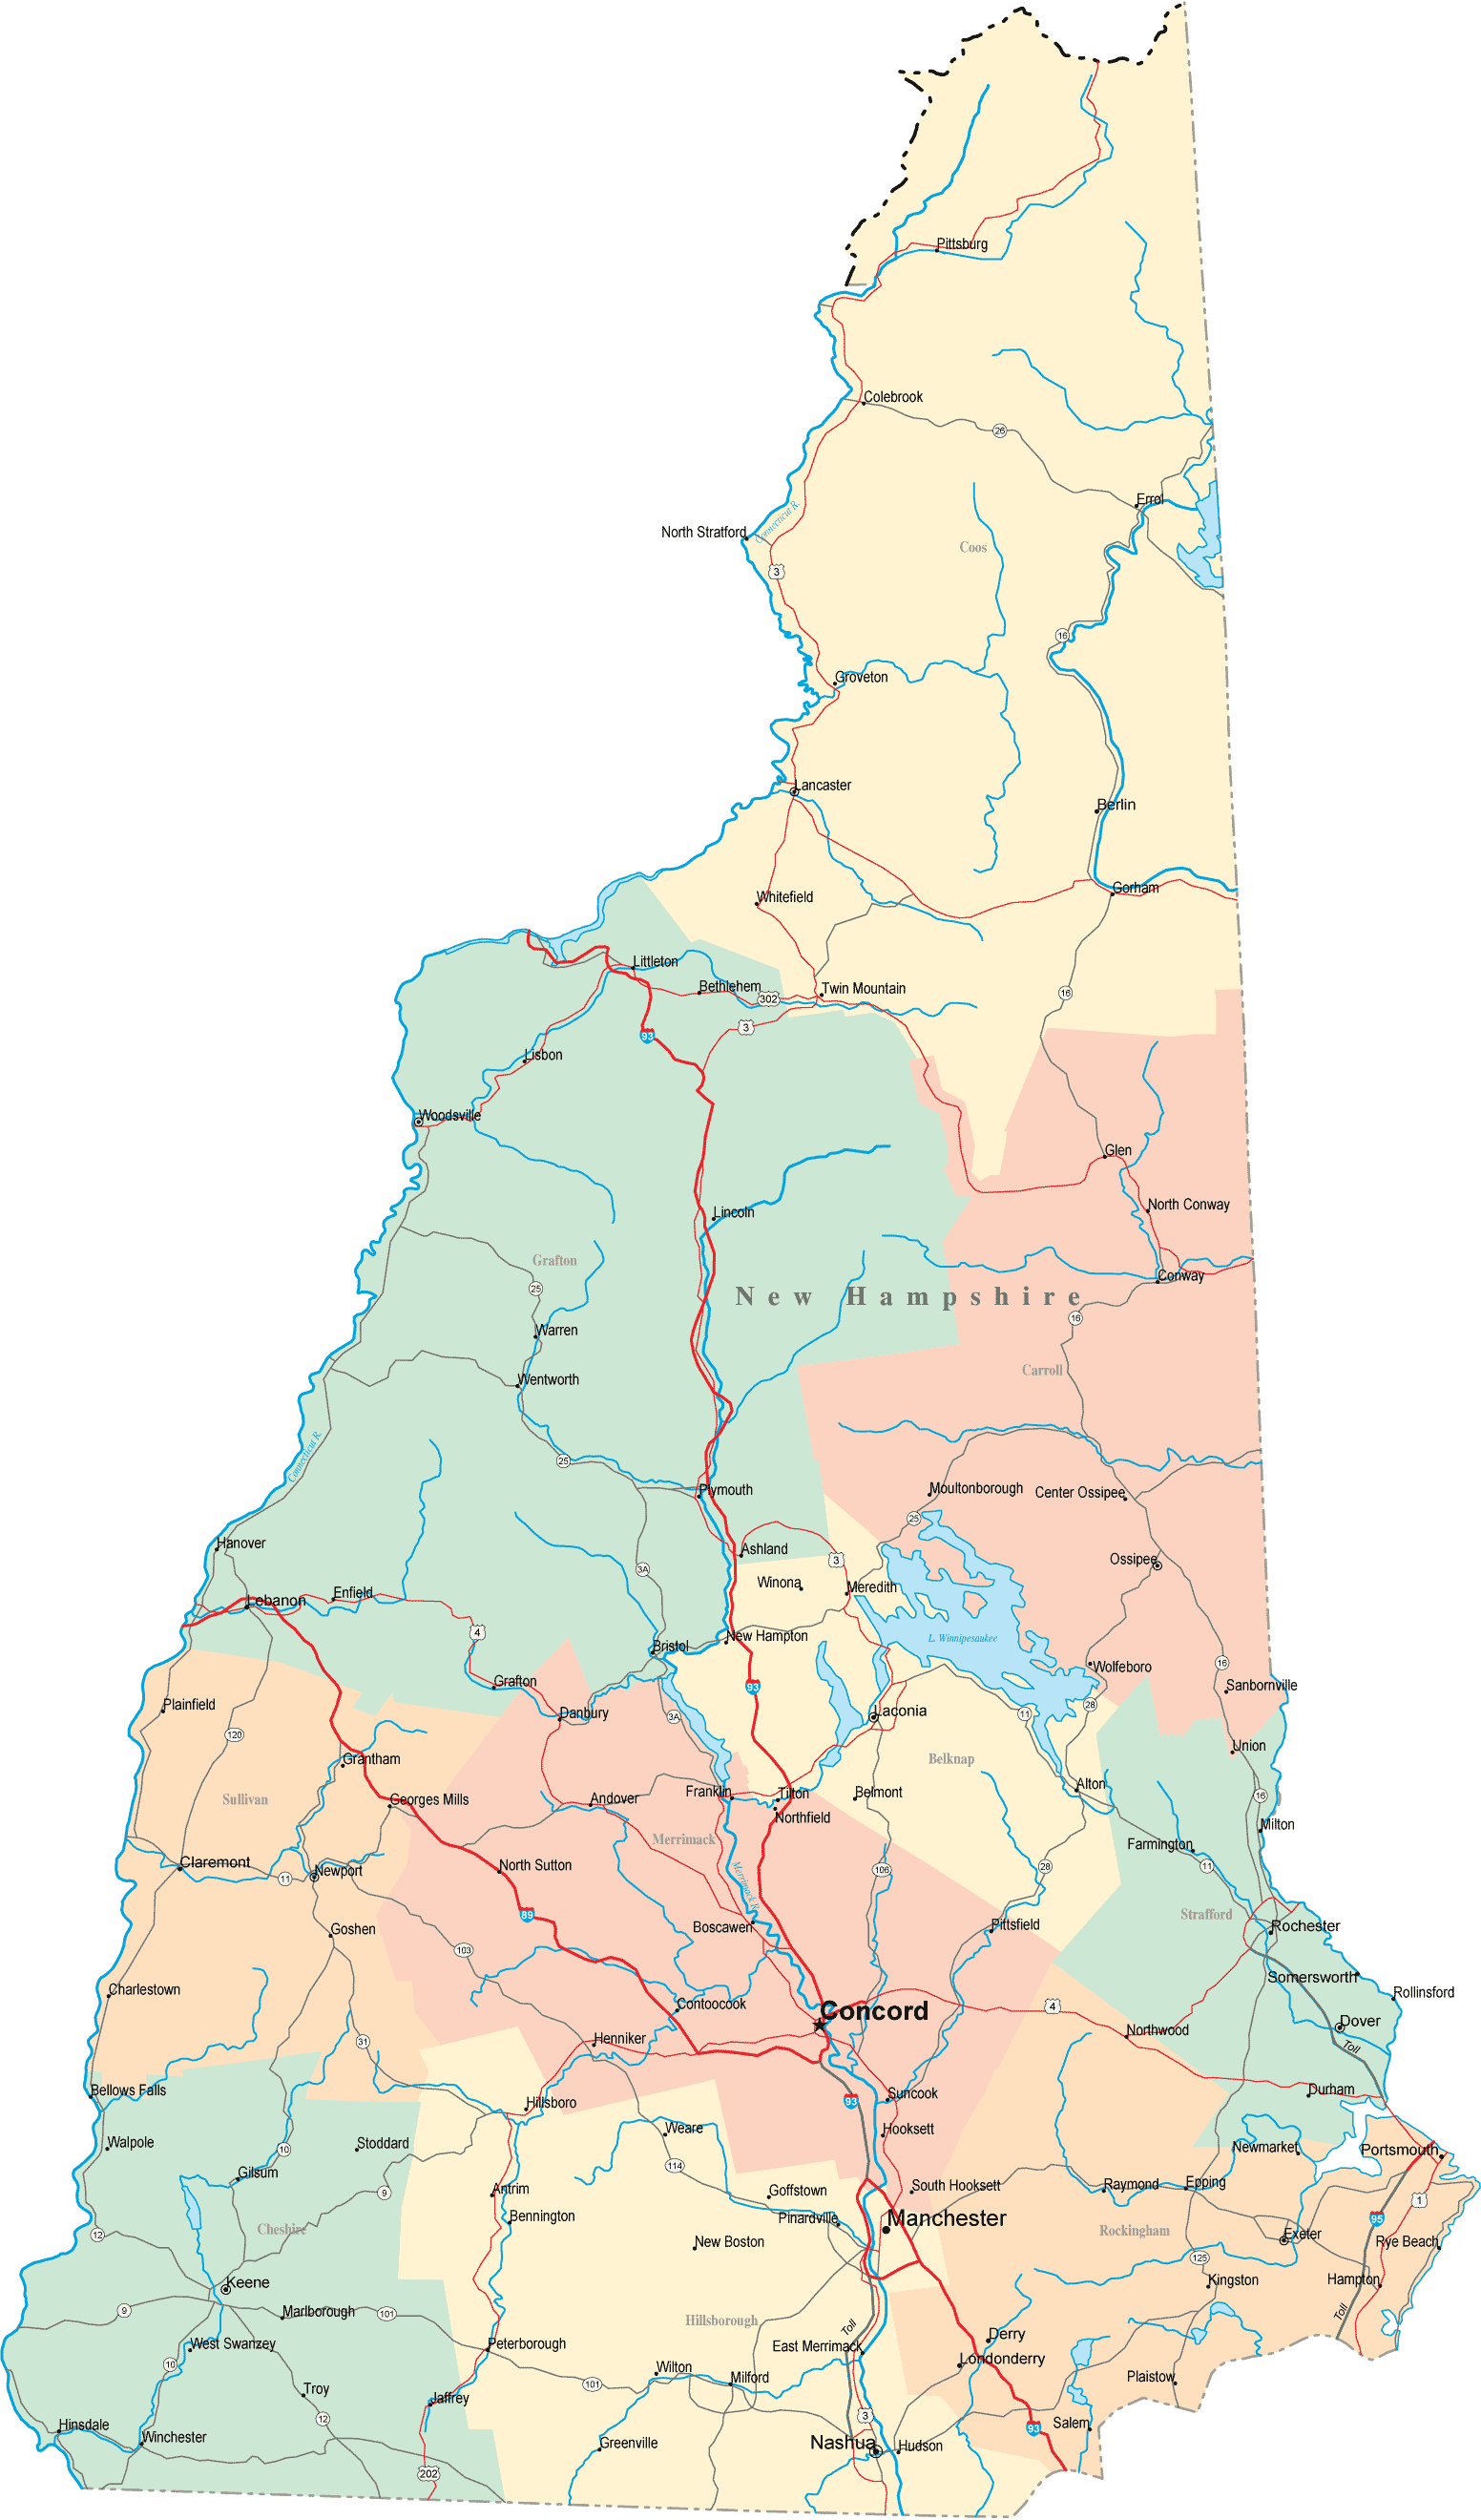 Pittsburg
Colebrook
26
Errol
North Stratford
Connecticut R.
Coos
3
16
Groveton
Lancaster
Berlin
Gorham
Whitefield
Littleton
Bethlehem
302
Twin Mountain
16
3
93
Lisbon
Woodsville
Glen
North Conway
Lincoln
Grafton
25
Conway
New Hampshire
16
Warren
Carroll
Wentworth
Connecticut R.
25
Plymouth
Moultonborough
Center Ossipee
25
Hanover
Ashland
3
Ossipee
3A
Winona
Meredith
Enfield
Lebanon
4
New Hampton
L. Winnipesaukee
Bristol
16
Wolfeboro
Grafton
93
Sanbornville
Plainfield
Danbury
3A
Laconia
11
28
120
Union
Grantham
Belknap
Alton
Sullivan
Georges Mills
Andover
Franklin
Tilton
Belmont
16
Northfield
Milton
Merrimack
Farmington
Claremont
North Sutton
11
Newport
11
106
28
Merrimack R.
89
Strafford
Goshen
Boscawen
Pittsfield
Rochester
103
Somersworth
Charlestown
Rollinsford
Contoocook
Concord
4
Dover
Henniker
Northwood
31
Toll
Bellows Falls
Hillsboro
93
Suncook
Durham
Weare
Hooksett
Walpole
Stoddard
10
Newmarket
Portsmouth
114
Gilsum
South Hooksett
Raymond
Epping
Antrim
9
Goffstown
1
Bennington
Pinardville
Manchester
95
Cheshire
12
Rockingham
Exeter
New Boston
Rye Beach
125
Keene
Kingston
Hampton
9
Marlborough
101
Hillsborough
Toll
Toll
West Swanzey
Peterborough
East Merrimack
Derry
10
Wilton
Londonderry
Milford
101
Plaistow
Troy
Jaffrey
12
3
Salem
93
Hinsdale
Winchester
Greenville
Nashua
Hudson
202